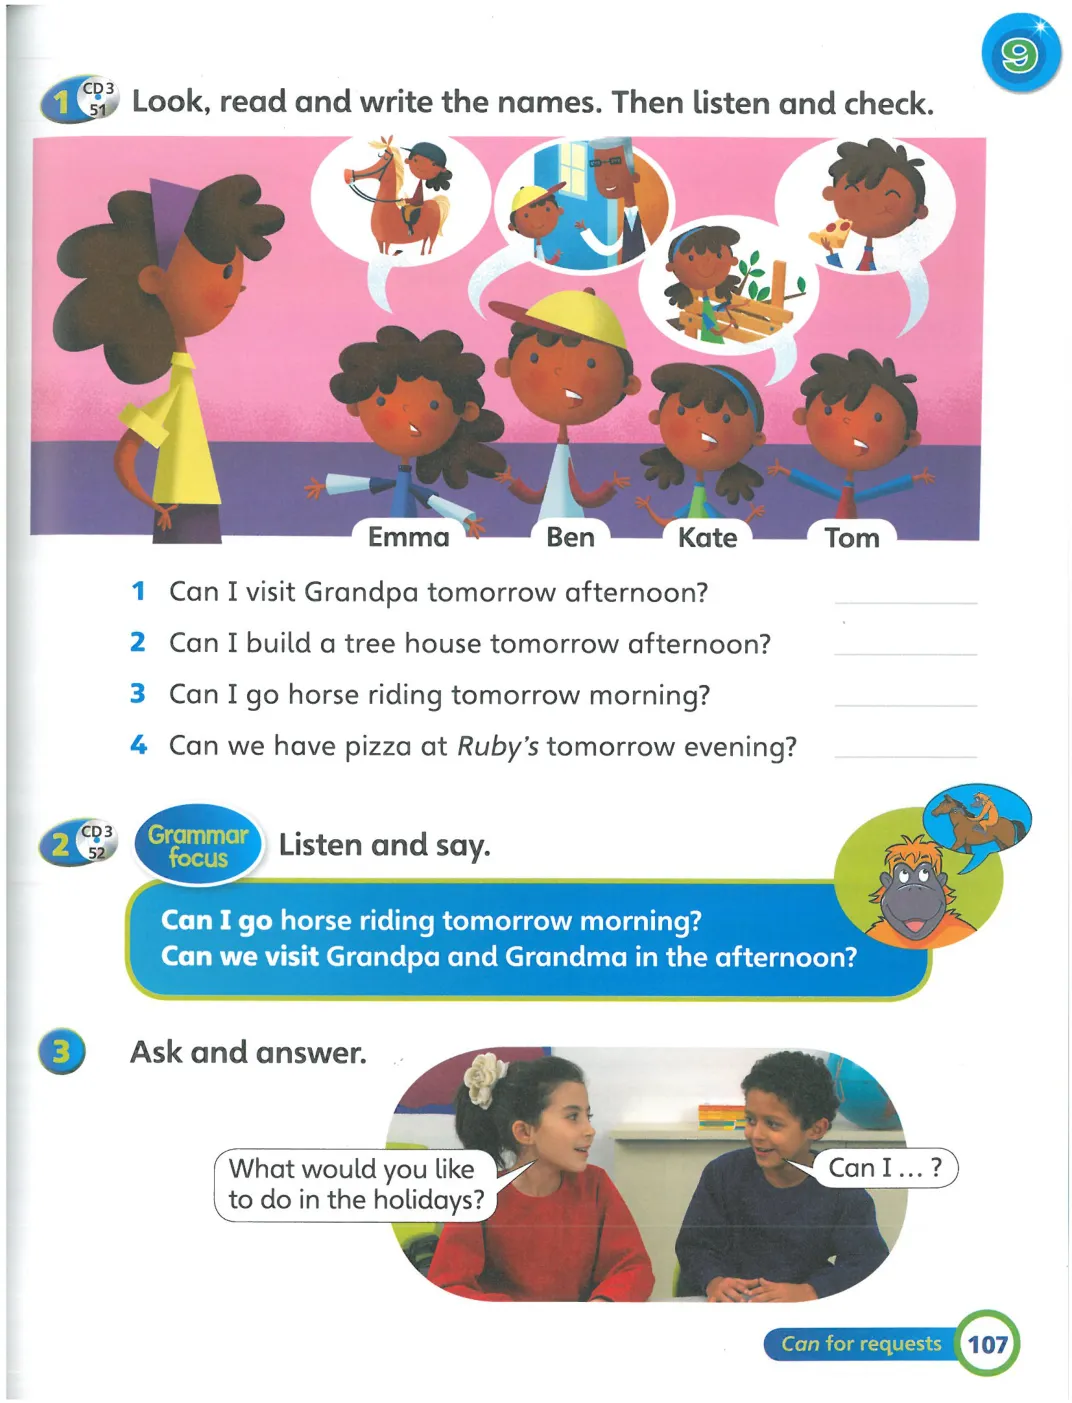 9
1 CD3 51 Look, read and write the names. Then listen and check.
Emma Ben Kate Tom
1 Can I visit Grandpa tomorrow afternoon?
2 Can I build a tree house tomorrow afternoon?
3 Can I go horse riding tomorrow morning?
4 Can we have pizza at Ruby's tomorrow evening?
2 CD3 52 Grammar focus Listen and say.
Can I go horse riding tomorrow morning?
Can we visit Grandpa and Grandma in the afternoon?
3 Ask and answer.
What would you like
to do in the holidays?
Can I ... ?
Can for requests 107